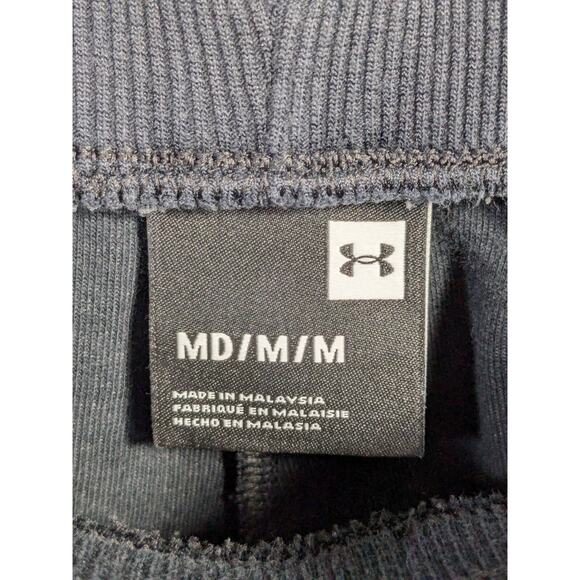 MD/M/M
MADE IN MALAYSIA
FABRIQUÉ EN MALAISIE
HECHO EN MALASIA